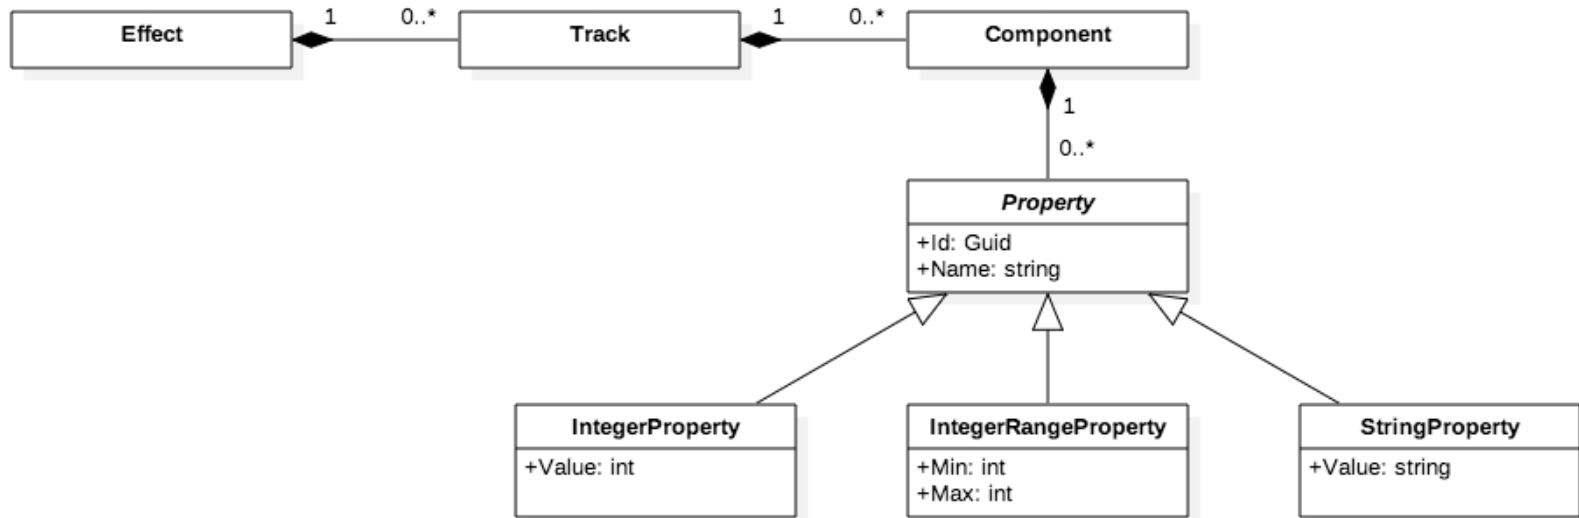 Effect
1
0..*
Track
1
0..*
Component
1
0..*
Property
+Id: Guid
+Name: string
IntegerProperty
+Value: int
IntegerRangeProperty
+Min: int
+Max: int
StringProperty
+Value: string